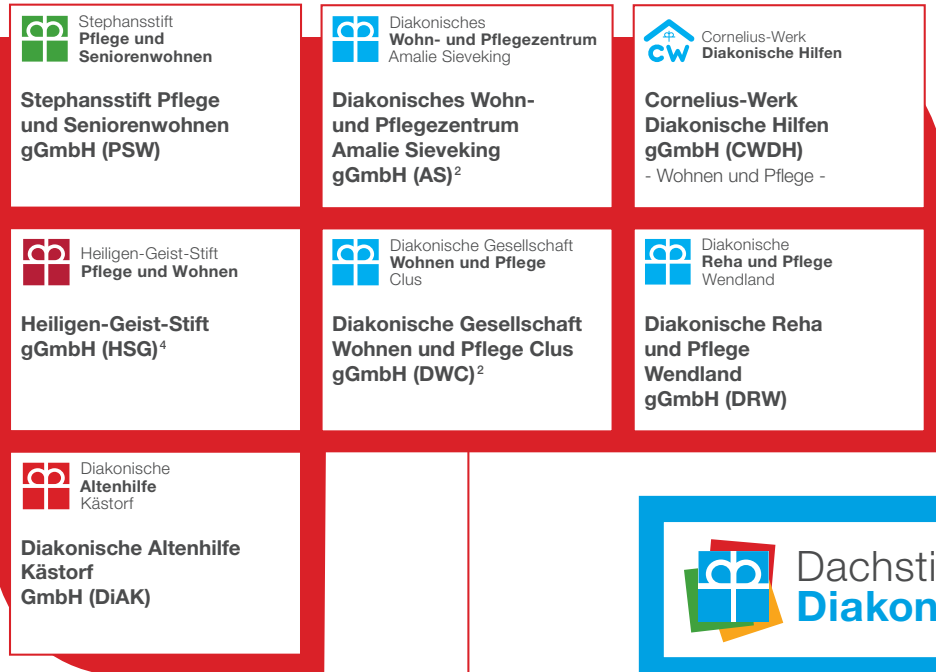 Stephansstift
Pflege und
Seniorenwohnen
Stephansstift Pflege
und Seniorenwohnen
gGmbH (PSW)
Diakonisches
Wohn- und Pflegezentrum
Amalie Sieveking
Diakonisches Wohn-
und Pflegezentrum
Amalie Sieveking
gGmbH (AS)²
CW
Cornelius-Werk
Diakonische Hilfen
Cornelius-Werk
Diakonische Hilfen
gGmbH (CWDH)
- Wohnen und Pflege -
Heiligen-Geist-Stift
Pflege und Wohnen
Heiligen-Geist-Stift
gGmbH (HSG)⁴
Diakonische Gesellschaft
Wohnen und Pflege
Clus
Diakonische Gesellschaft
Wohnen und Pflege Clus
gGmbH (DWC)²
Diakonische
Reha und Pflege
Wendland
Diakonische Reha
und Pflege
Wendland
gGmbH (DRW)
Diakonische
Altenhilfe
Kästorf
Diakonische Altenhilfe
Kästorf
GmbH (DiAK)
Dachsti
Diakon